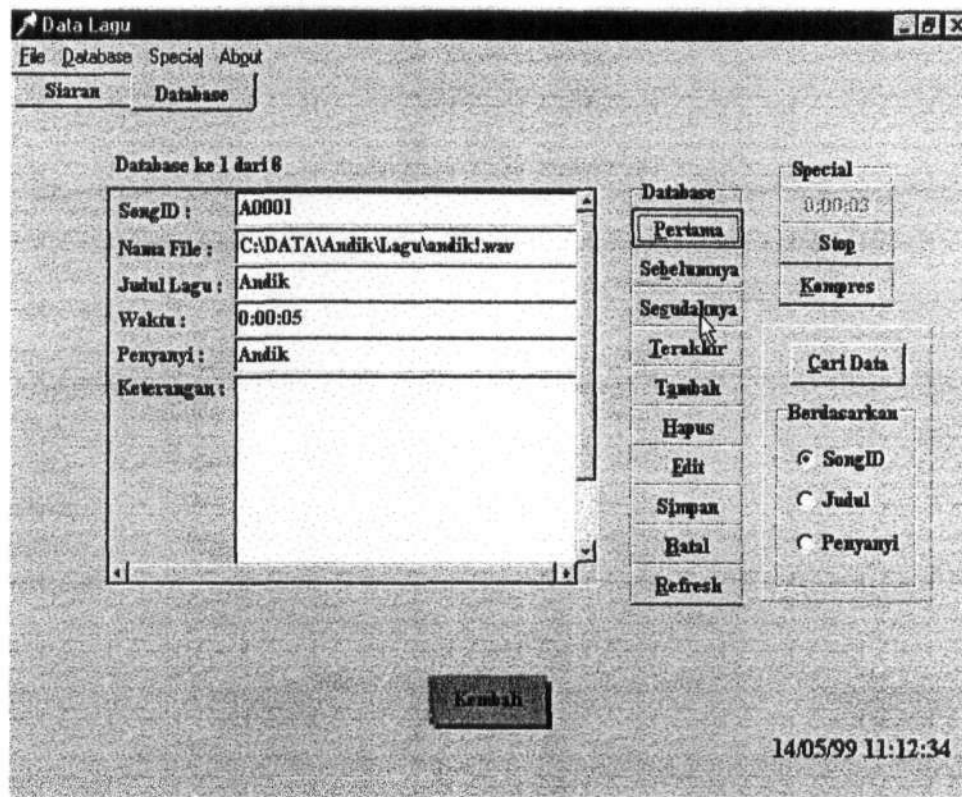 Data Lagu
File Database Special About
Siaran Database
Database ke 1 dari 6
SongID : A0001
Nama File : C:\DATA\Andik\Lagu\andik!.wav
Judul Lagu : Andik
Waktu : 0:00:05
Penyanyi : Andik
Keterangan :
Database
Pertama
Sebelumnya
Segudahnya
Terakhir
Tambah
Hapus
Edit
Simpan
Batal
Refresh
Special
0:00:03
Stop
Kompres
Cari Data
Berdasarkan
SongID
Judul
Penyanyi
Kembali
14/05/99 11:12:34